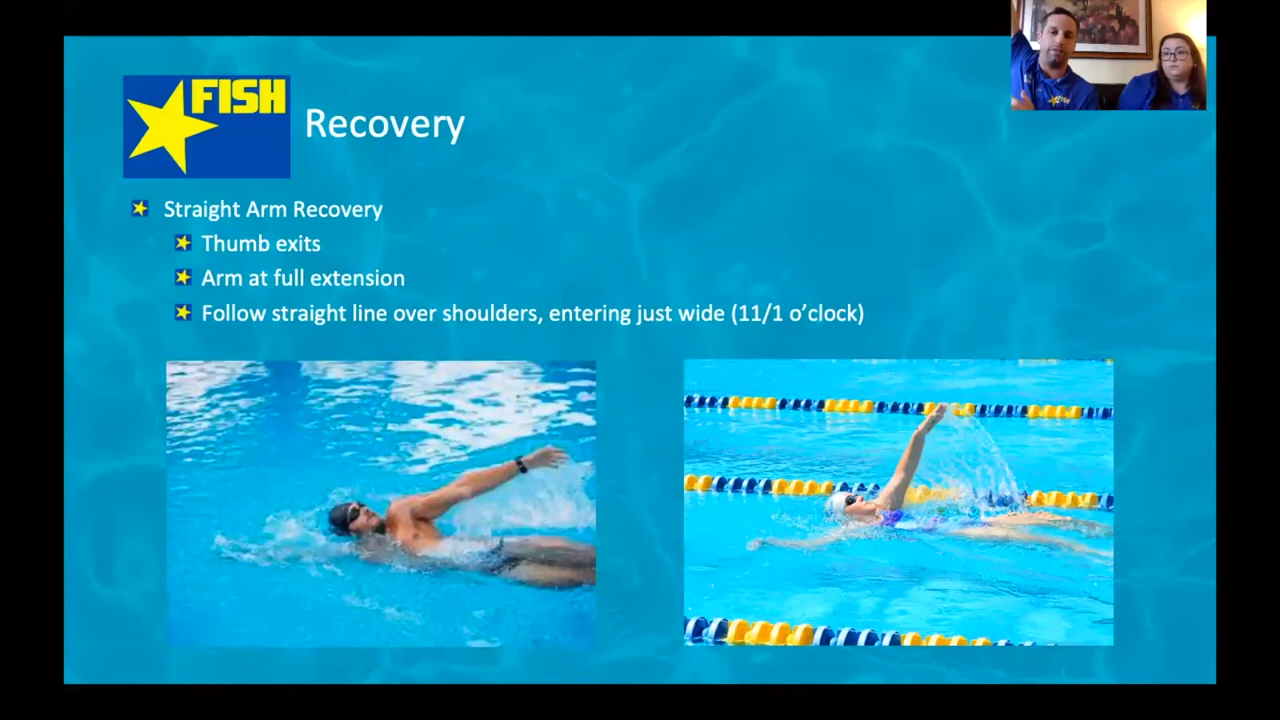 FISH
Recovery
Straight Arm Recovery
Thumb exits
Arm at full extension
Follow straight line over shoulders, entering just wide (11/1 o’clock)
FISH